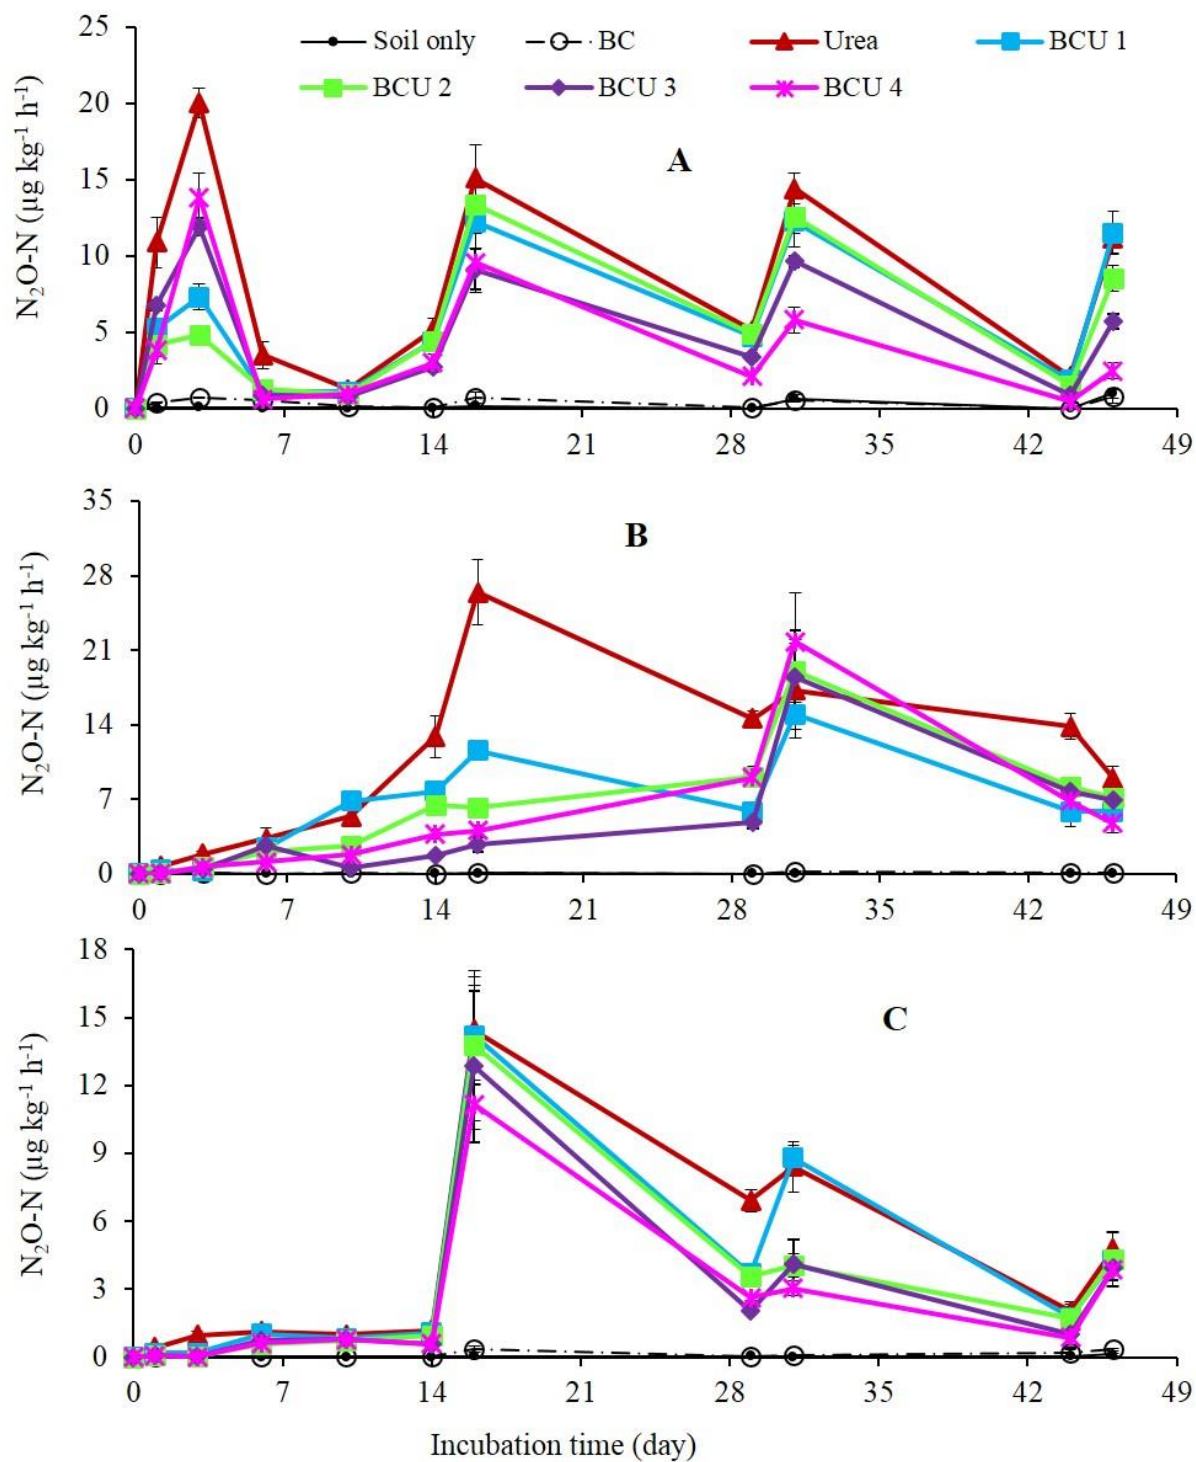 25
20
15
10
5
0
N₂O-N (µg kg⁻¹ h⁻¹)
Soil only BC Urea BCU 1
BCU 2 BCU 3 BCU 4
A
0 7 14 21 28 35 42 49
35
28
21
14
7
0
N₂O-N (µg kg⁻¹ h⁻¹)
B
0 7 14 21 28 35 42 49
18
15
12
9
6
3
0
N₂O-N (µg kg⁻¹ h⁻¹)
C
0 7 14 21 28 35 42 49
Incubation time (day)